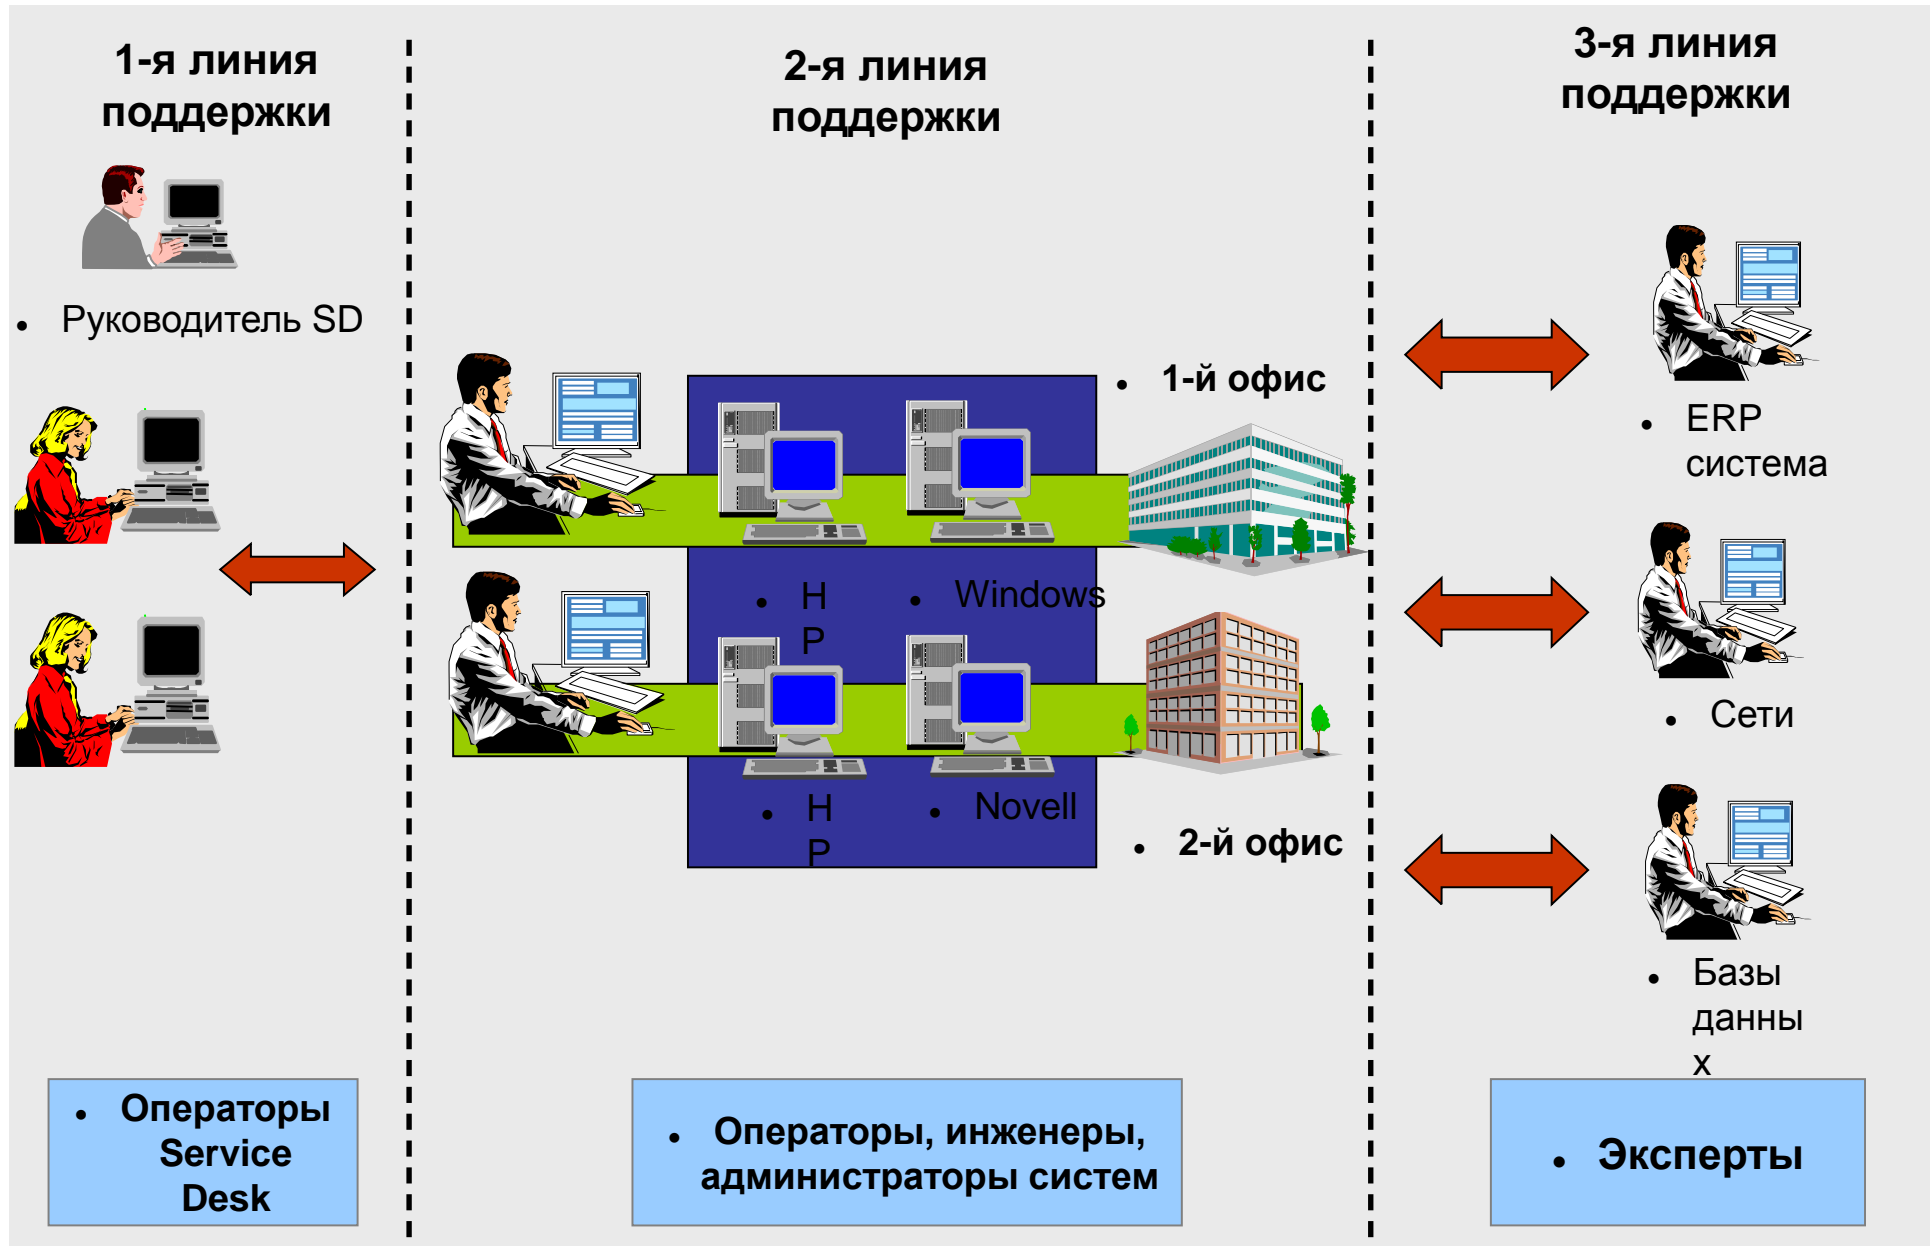 1-я линия
поддержки
• Руководитель SD
2-я линия
поддержки
• 1-й офис
• H
P
• Windows
• H
P
• Novell
• 2-й офис
3-я линия
поддержки
• ERP
система
• Сети
• Базы
данны
х
• Операторы
Service
Desk
• Операторы, инженеры,
администраторы систем
• Эксперты